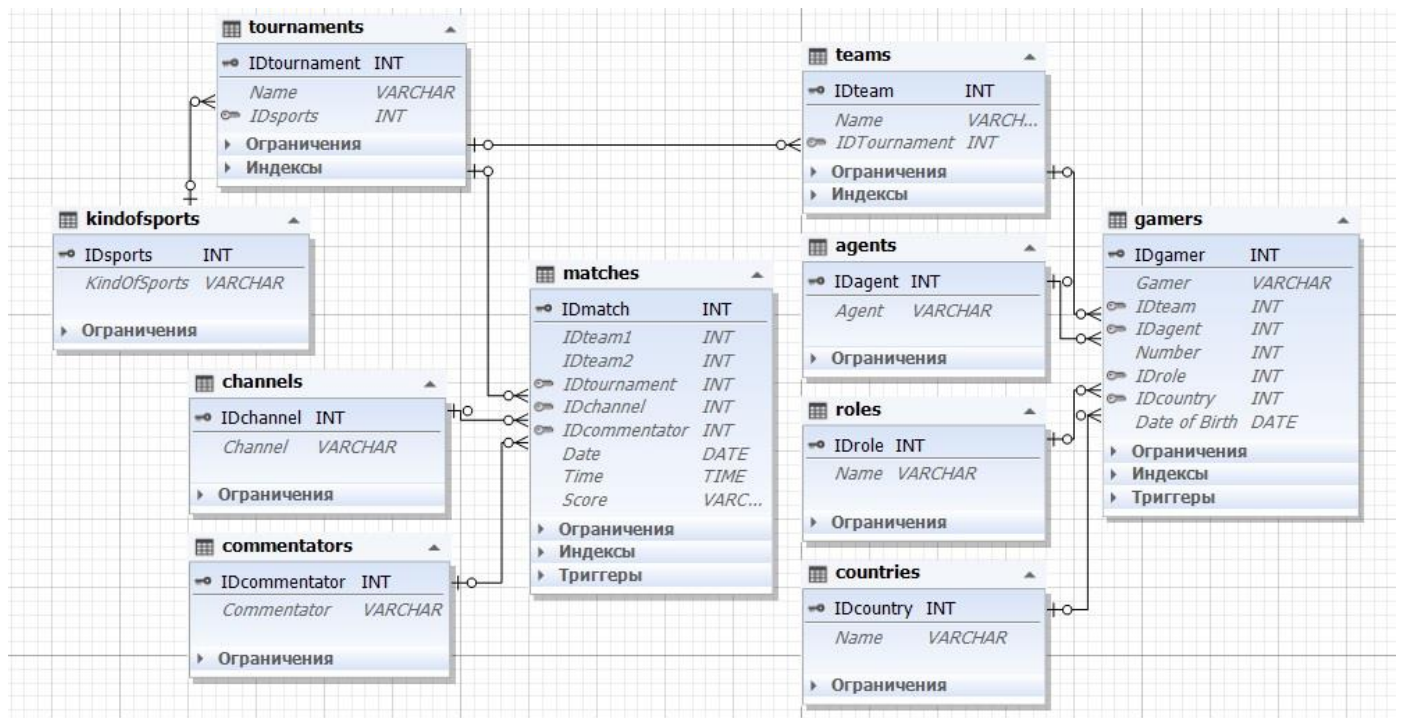 tournaments
IDtournament INT
Name VARCHAR
IDsports INT
Ограничения
Индексы
kindofsports
IDsports INT
KindOfSports VARCHAR
Ограничения
channels
IDchannel INT
Channel VARCHAR
Ограничения
commentators
IDcommentator INT
Commentator VARCHAR
Ограничения
matches
IDmatch INT
IDteam1 INT
IDteam2 INT
IDtournament INT
IDchannel INT
IDcommentator INT
Date DATE
Time TIME
Score VARC...
Ограничения
Индексы
Триггеры
teams
IDteam INT
Name VARCH...
IDTournament INT
Ограничения
Индексы
agents
IDagent INT
Agent VARCHAR
Ограничения
roles
IDrole INT
Name VARCHAR
Ограничения
countries
IDcountry INT
Name VARCHAR
Ограничения
gamers
IDgamer INT
Gamer VARCHAR
IDteam INT
IDagent INT
Number INT
IDrole INT
IDcountry INT
Date of Birth DATE
Ограничения
Индексы
Триггеры